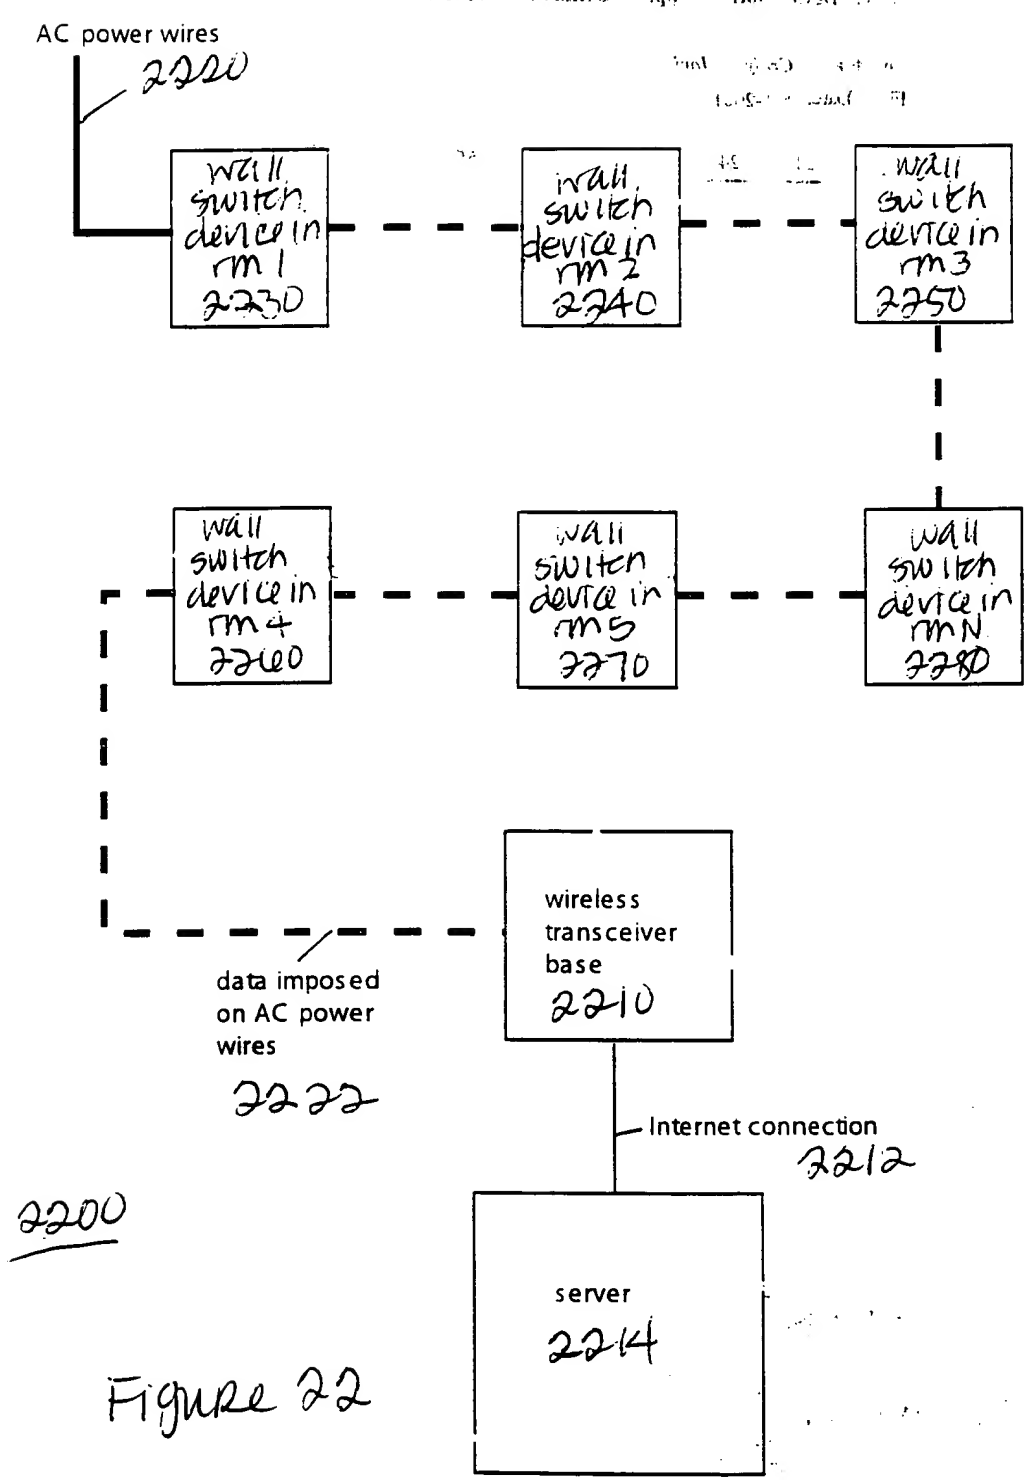 AC power wires
2220
wall
switch
device in
rm 1
2230
wall
switch
device in
rm 2
2240
wall
switch
device in
rm 3
2250
wall
switch
device in
rm 4
2260
wall
switch
device in
rm 5
2270
wall
switch
device in
rm N
2280
wireless
transceiver
base
2210
data imposed
on AC power
wires
2222
Internet connection
2212
2200
server
2214
Figure 22